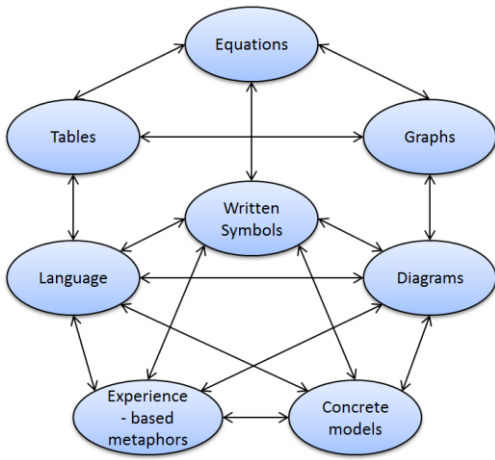 Equations
Tables
Graphs
Written
Symbols
Language
Diagrams
Experience
- based
metaphors
Concrete
models